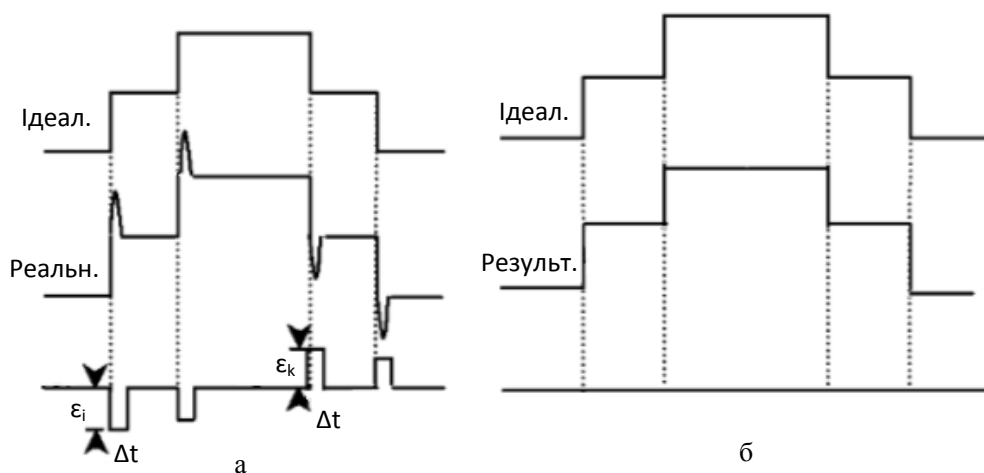 Ідеал.
Реальн.
εᵢ
Δt
εₖ
Δt
а
Ідеал.
Результ.
б